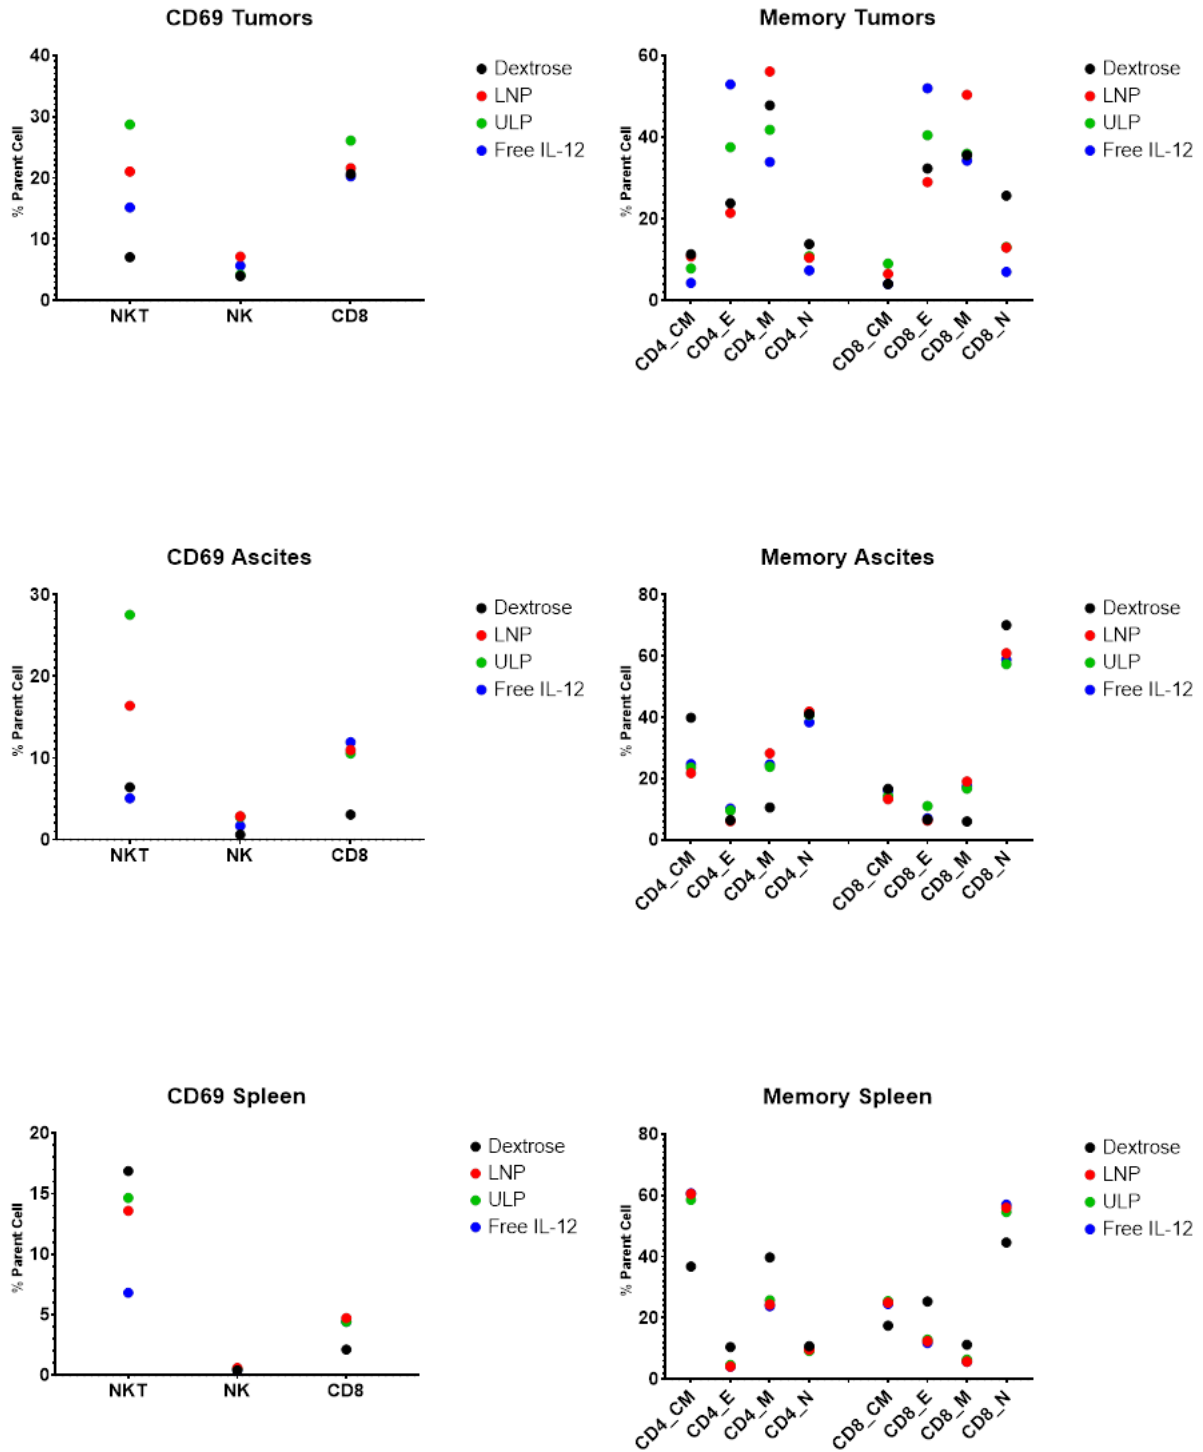 CD69 Tumors
% Parent Cell
40
30
20
10
0
NKT NK CD8
Dextrose
LNP
ULP
Free IL-12
Memory Tumors
% Parent Cell
60
40
20
0
CD4_CM CD4_E CD4_M CD4_N CD8_CM CD8_E CD8_M CD8_N
Dextrose
LNP
ULP
Free IL-12
CD69 Ascites
% Parent Cell
30
20
10
0
NKT NK CD8
Dextrose
LNP
ULP
Free IL-12
Memory Ascites
% Parent Cell
80
60
40
20
0
CD4_CM CD4_E CD4_M CD4_N CD8_CM CD8_E CD8_M CD8_N
Dextrose
LNP
ULP
Free IL-12
CD69 Spleen
% Parent Cell
20
15
10
5
0
NKT NK CD8
Dextrose
LNP
ULP
Free IL-12
Memory Spleen
% Parent Cell
80
60
40
20
0
CD4_CM CD4_E CD4_M CD4_N CD8_CM CD8_E CD8_M CD8_N
Dextrose
LNP
ULP
Free IL-12